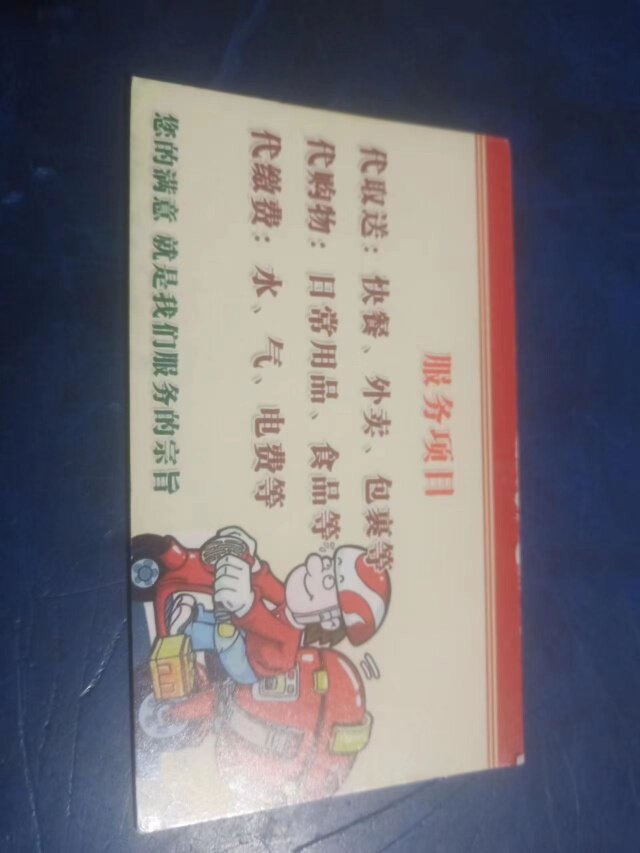 服务项目
代取送：快餐、外卖、包裹等
代购物：日常用品、食品等。
代缴费：水、气、电费等
您的满意 就是我们服务的宗旨